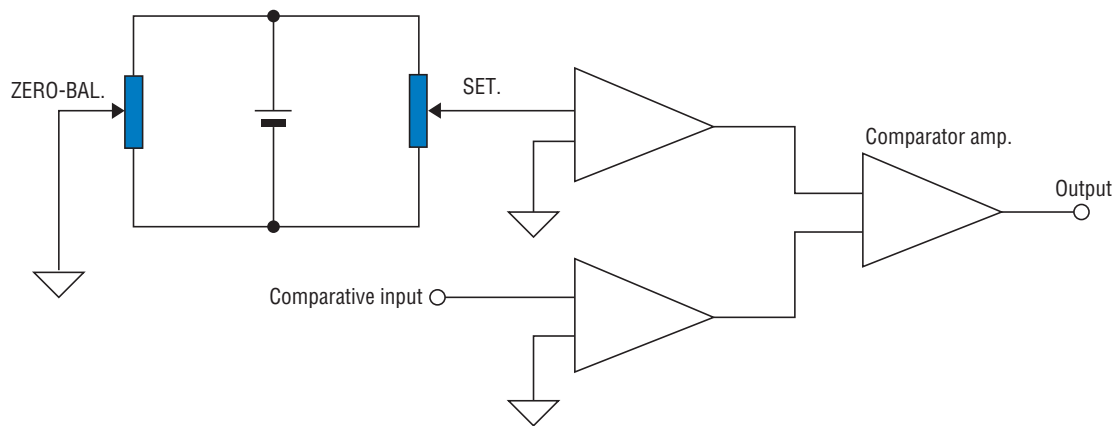 ZERO-BAL.
SET.
Comparator amp.
Output
Comparative input